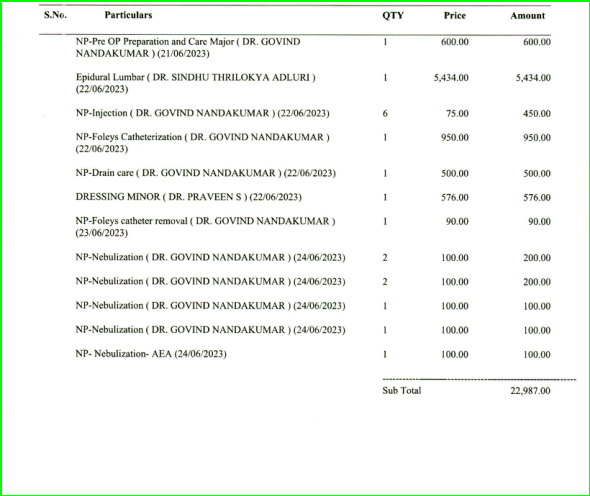 S.No. Particulars QTY Price Amount
NP-Pre OP Preparation and Care Major ( DR. GOVIND 1 600.00 600.00
NANDAKUMAR ) (21/06/2023)
Epidural Lumbar ( DR. SINDHU THRILOKYA ADLURI ) 1 5,434.00 5,434.00
(22/06/2023)
NP-Injection ( DR. GOVIND NANDAKUMAR ) (22/06/2023) 6 75.00 450.00
NP-Foleys Catheterization ( DR. GOVIND NANDAKUMAR ) 1 950.00 950.00
(22/06/2023)
NP-Drain care ( DR. GOVIND NANDAKUMAR ) (22/06/2023) 1 500.00 500.00
DRESSING MINOR ( DR. PRAVEEN S ) (22/06/2023) 1 576.00 576.00
NP-Foleys catheter removal ( DR. GOVIND NANDAKUMAR ) 1 90.00 90.00
(23/06/2023)
NP-Nebulization ( DR. GOVIND NANDAKUMAR ) (24/06/2023) 2 100.00 200.00
NP-Nebulization ( DR. GOVIND NANDAKUMAR ) (24/06/2023) 2 100.00 200.00
NP-Nebulization ( DR. GOVIND NANDAKUMAR ) (24/06/2023) 1 100.00 100.00
NP-Nebulization ( DR. GOVIND NANDAKUMAR ) (24/06/2023) 1 100.00 100.00
NP- Nebulization- AEA (24/06/2023) 1 100.00 100.00
Sub Total 22,987.00